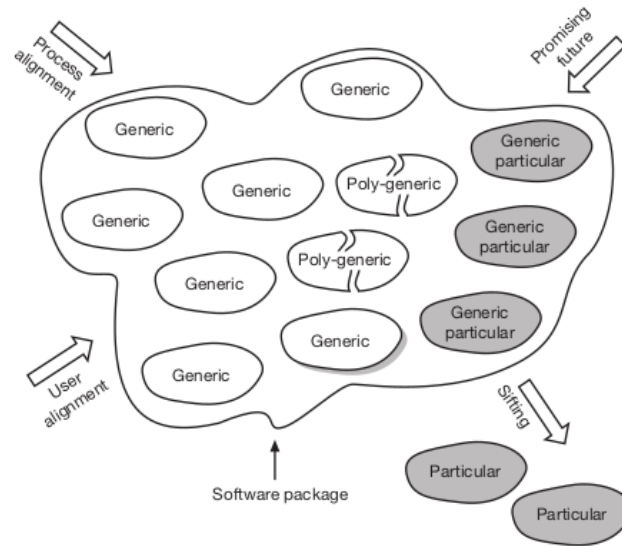 Process
alignment
Promising
future
Generic
Generic
Generic
particular
Generic
Poly-generic
Generic
Generic
particular
Poly-generic
Generic
Generic
particular
Generic
Generic
User
alignment
Sifting
Particular
Software package
Particular